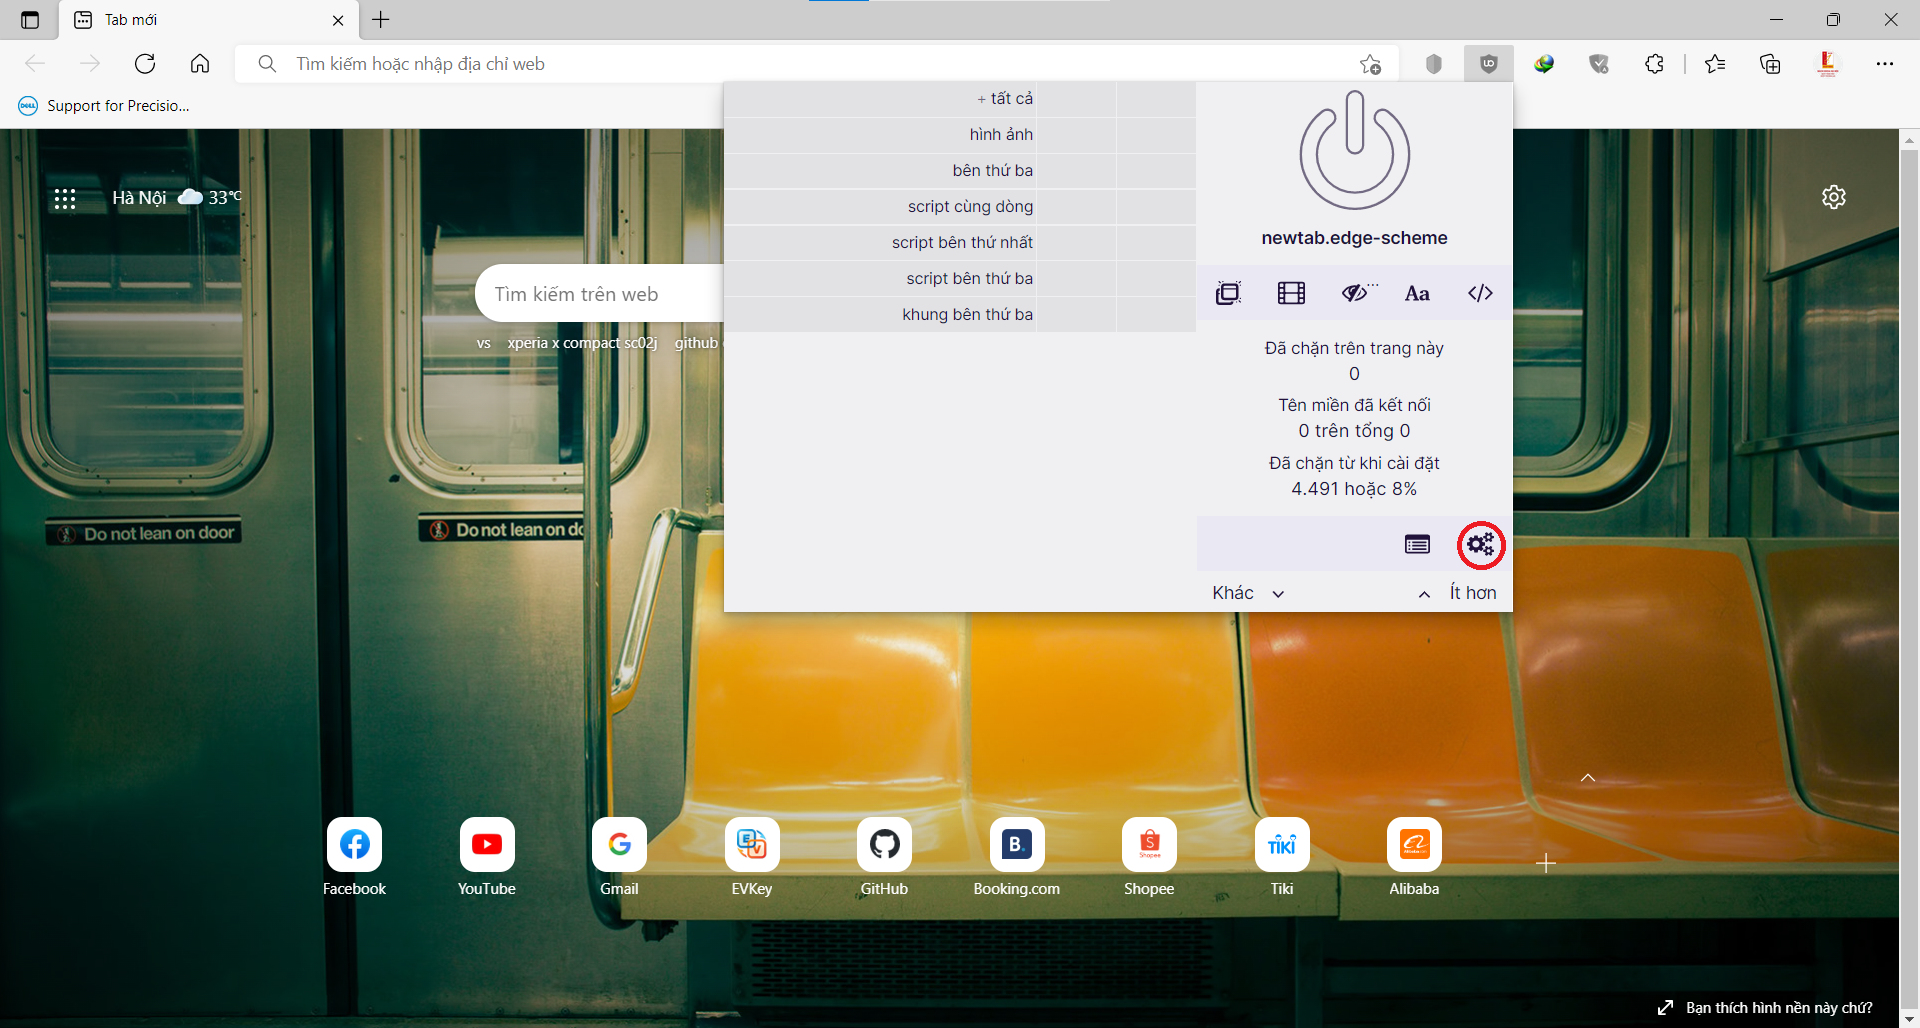 Tab mới
Tìm kiếm hoặc nhập địa chỉ web
Support for Precisio...
Hà Nội 33°C
Tìm kiếm trên web
vs xperia x compact sc02j github
Do not lean on door
Do not lean on do
+ tất cả
hình ảnh
bên thứ ba
script cùng dòng
script bên thứ nhất
script bên thứ ba
khung bên thứ ba
newtab.edge-scheme
Aa </>
Đã chặn trên trang này
0
Tên miền đã kết nối
0 trên tổng 0
Đã chặn từ khi cài đặt
4.491 hoặc 8%
Khác Ít hơn
Facebook YouTube Gmail EVKey GitHub Booking.com Shopee Tiki Alibaba
Bạn thích hình nền này chứ?